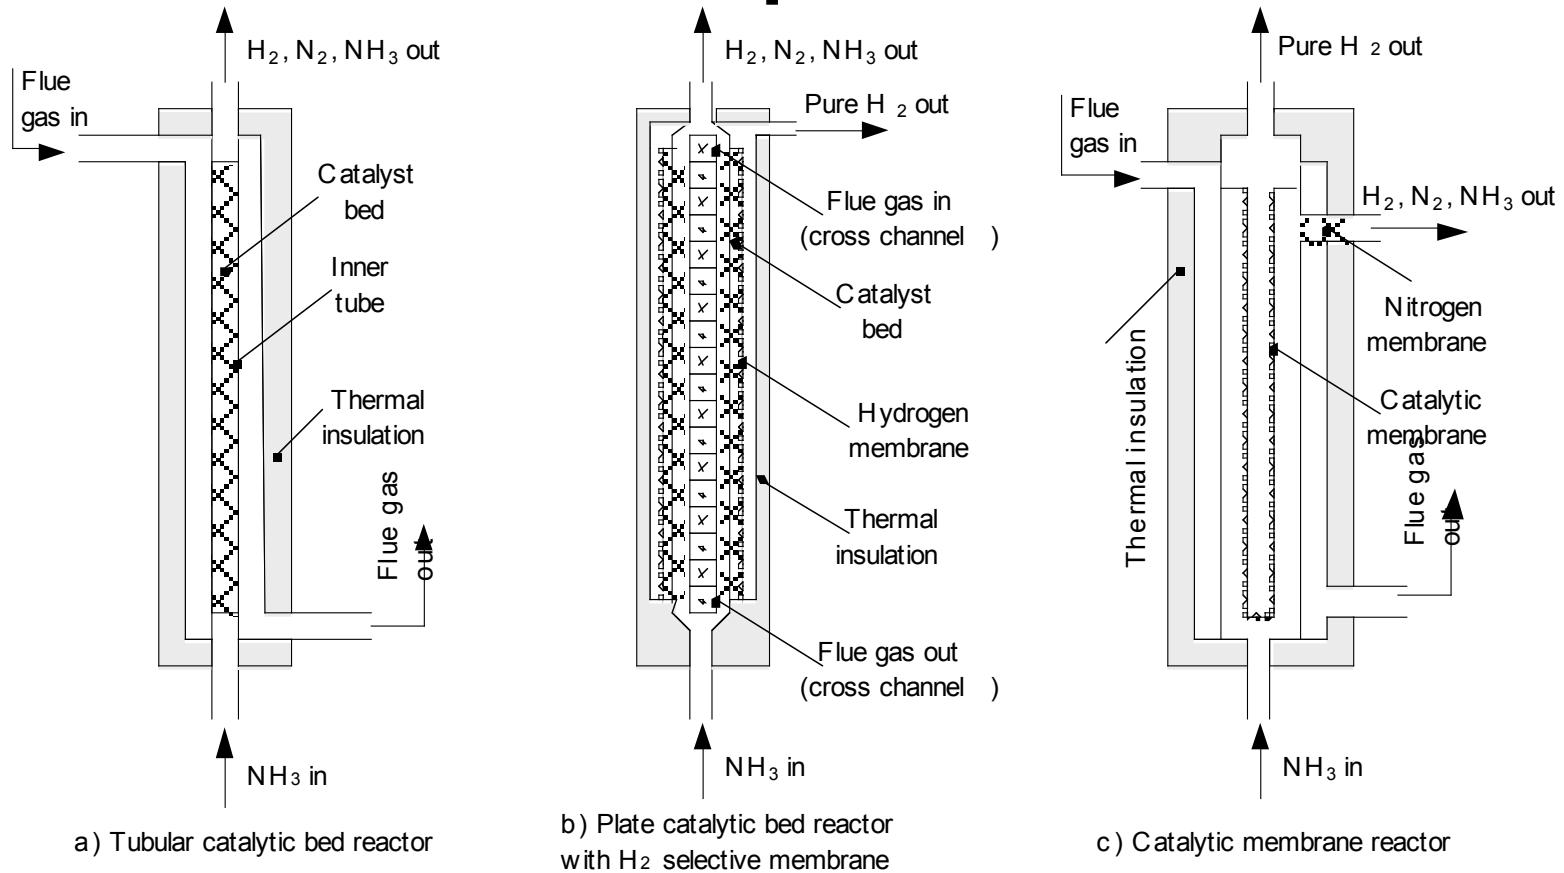 H2, N2, NH3 out
Flue
gas in
Catalyst
bed
Inner
tube
Thermal
insulation
Flue gas
out
NH3 in
a) Tubular catalytic bed reactor
H2, N2, NH3 out
Pure H2 out
Flue gas in
(cross channel )
Catalyst
bed
Hydrogen
membrane
Thermal
insulation
Flue gas out
(cross channel )
NH3 in
b) Plate catalytic bed reactor
with H2 selective membrane
Pure H2 out
Flue
gas in
H2, N2, NH3 out
Nitrogen
membrane
Catalytic
membrane
Thermal insulation
Flue gas
out
NH3 in
c) Catalytic membrane reactor